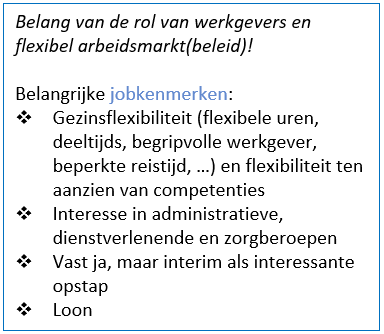 Belang van de rol van werkgevers en
flexibel arbeidsmarkt(beleid)!
Belangrijke jobkenmerken:
❖ Gezinsflexibiliteit (flexibele uren,
deeltijds, begripvolle werkgever,
beperkte reistijd, …) en flexibiliteit ten
aanzien van competenties
❖ Interesse in administratieve,
dienstverlenende en zorgberoepen
❖ Vast ja, maar interim als interessante
opstap
❖ Loon